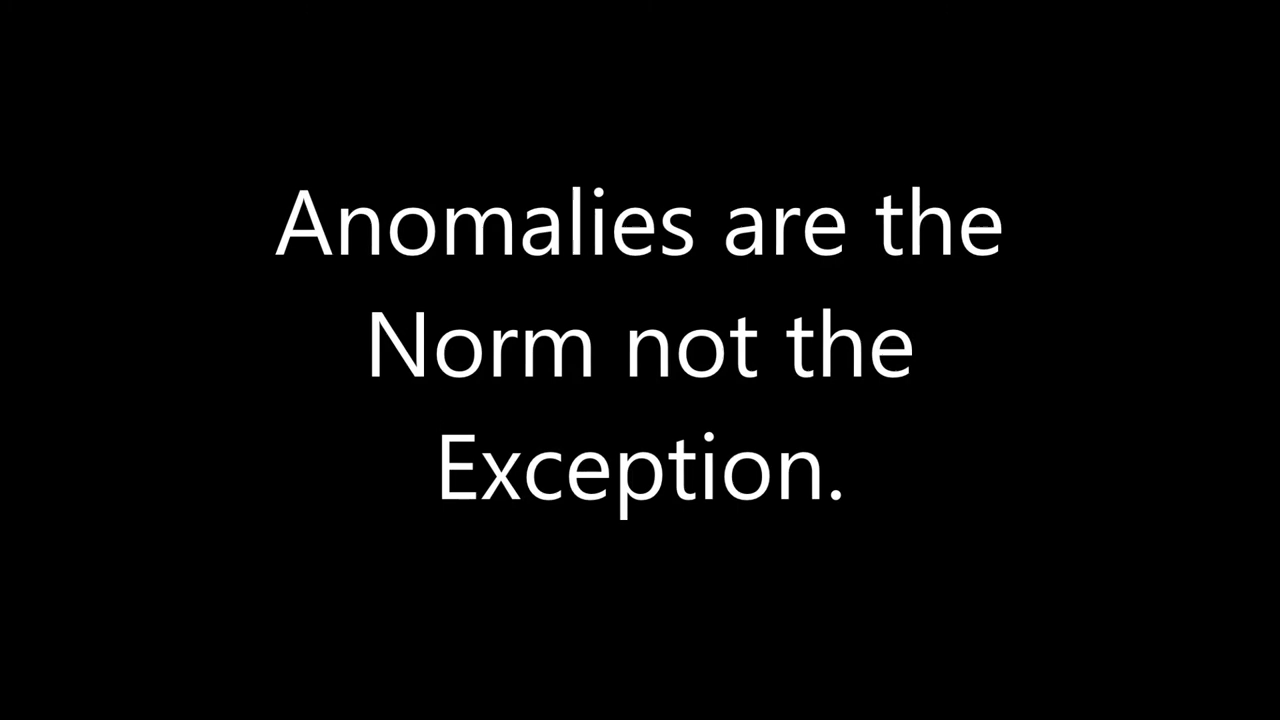 Anomalies are the
Norm not the
Exception.